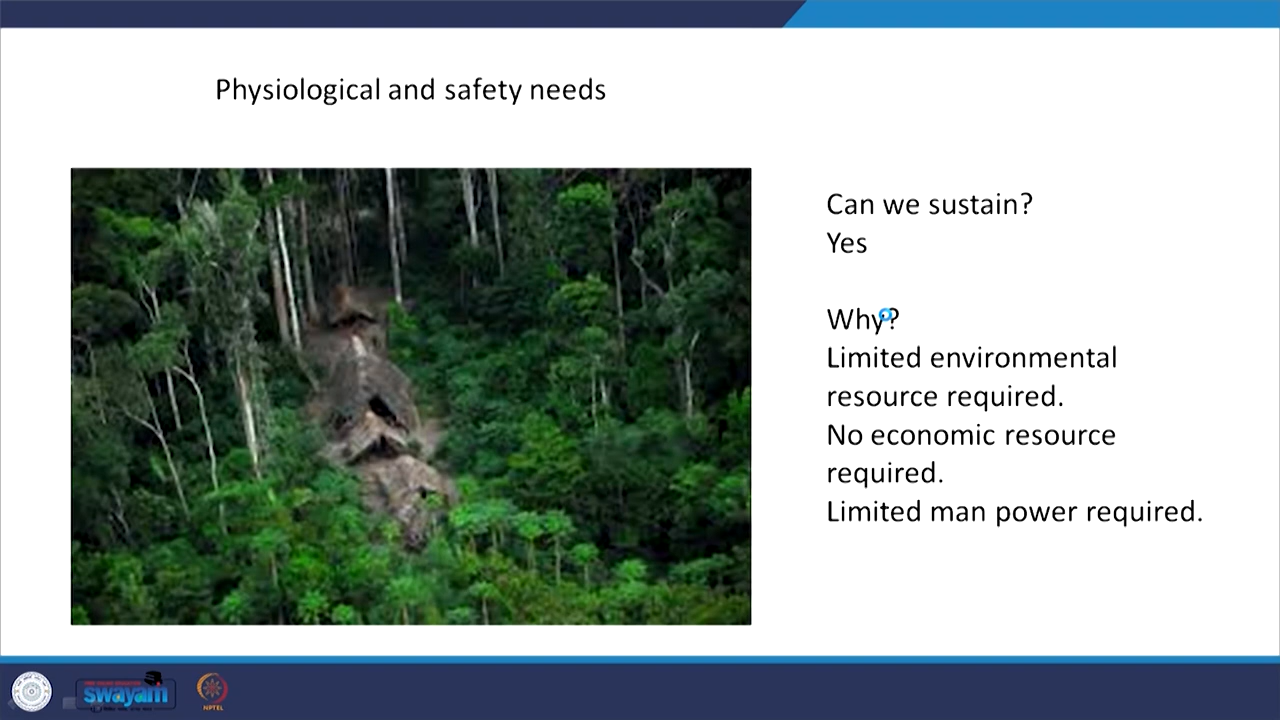 Physiological and safety needs
Can we sustain?
Yes
Why?
Limited environmental
resource required.
No economic resource
required.
Limited man power required.
swayam
NPTEL